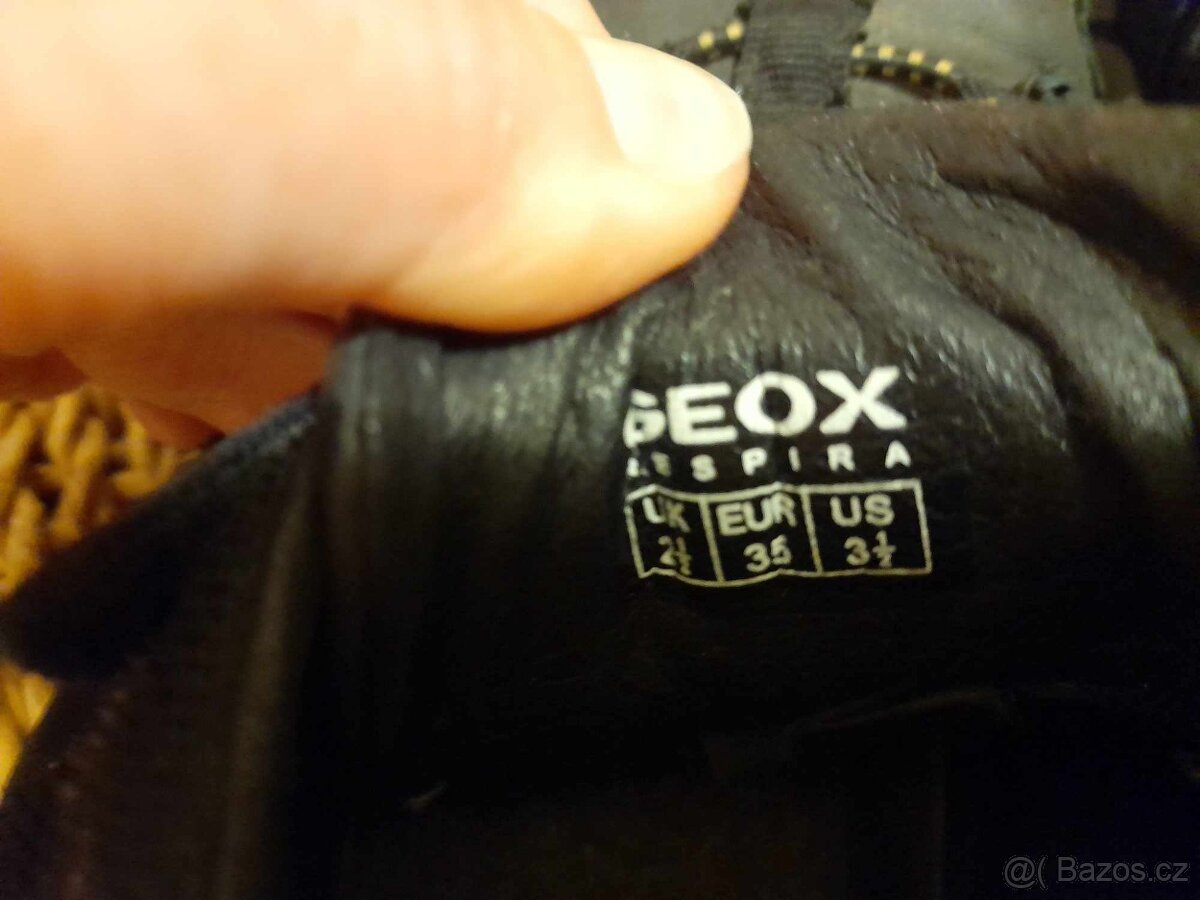 GEOX
RESPIRA
UK EUR US
2½ 35 3½
@( Bazos.cz